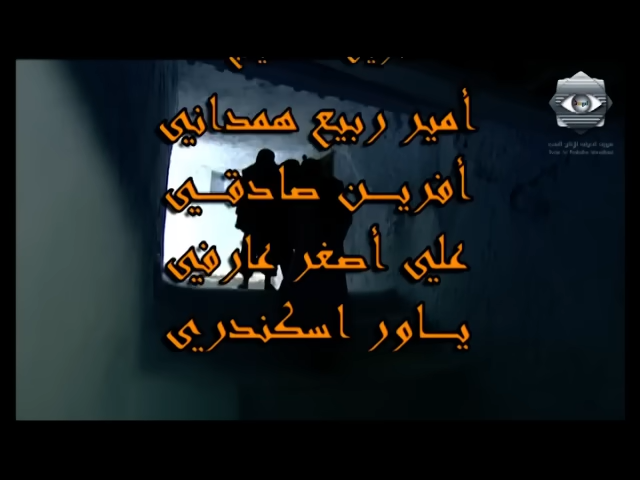 أمير ربيع همداني
أفريـن صادقـي
علي أصغر عارفي
يـاور اسكندري